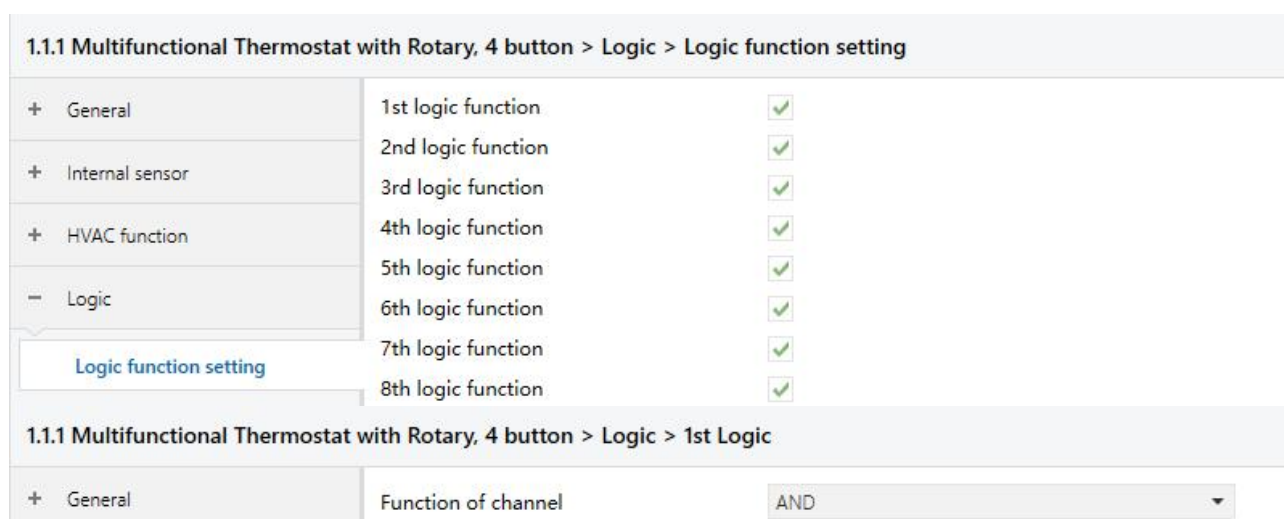 1.1.1 Multifunctional Thermostat with Rotary, 4 button > Logic > Logic function setting
+ General
1st logic function
2nd logic function
+ Internal sensor
3rd logic function
+ HVAC function
4th logic function
5th logic function
− Logic
6th logic function
7th logic function
Logic function setting
8th logic function
1.1.1 Multifunctional Thermostat with Rotary, 4 button > Logic > 1st Logic
+ General
Function of channel AND